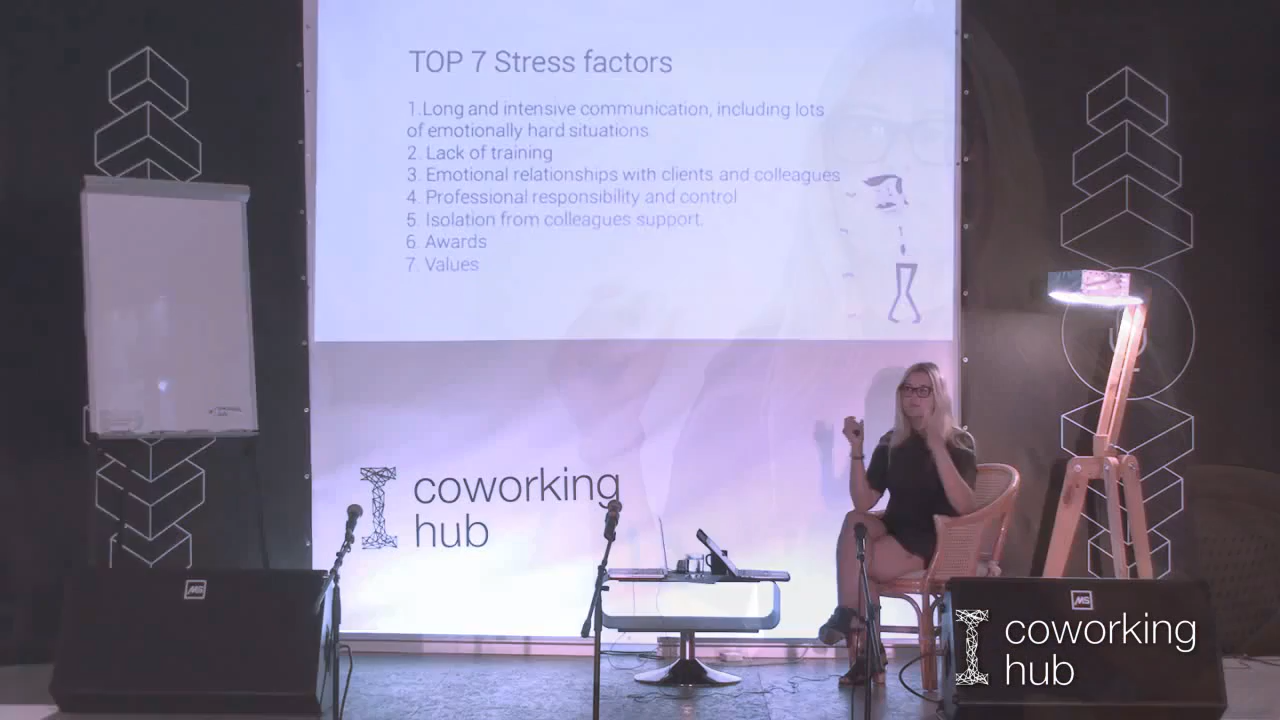 TOP 7 Stress factors
1.Long and intensive communication, including lots
of emotionally hard situations
2. Lack of training
3. Emotional relationships with clients and colleagues
4. Professional responsibility and control
5. Isolation from colleagues support.
6. Awards
7. Values
coworking
hub
MS
MS
coworking
hub